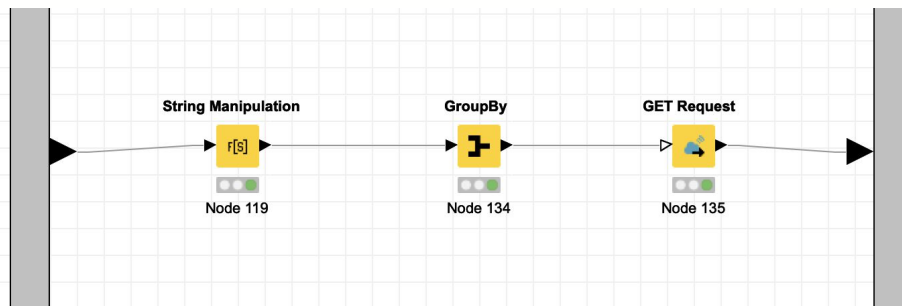 String Manipulation
GroupBy
GET Request
F[S]
Node 119
Node 134
Node 135